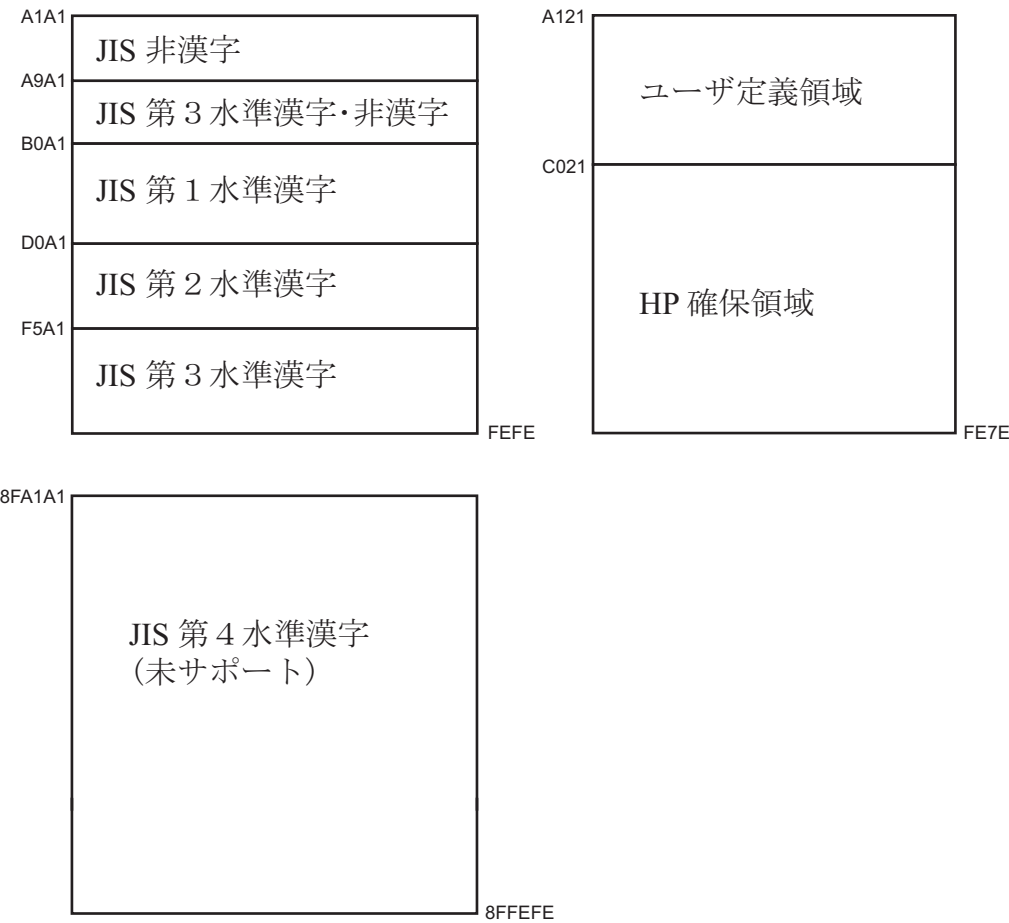 A1A1
JIS 非漢字
A9A1
JIS 第３水準漢字・非漢字
B0A1
JIS 第１水準漢字
D0A1
JIS 第２水準漢字
F5A1
JIS 第３水準漢字
FEFE
A121
ユーザ定義領域
C021
HP 確保領域
FE7E
8FA1A1
JIS 第４水準漢字
（未サポート）
8FFEFE